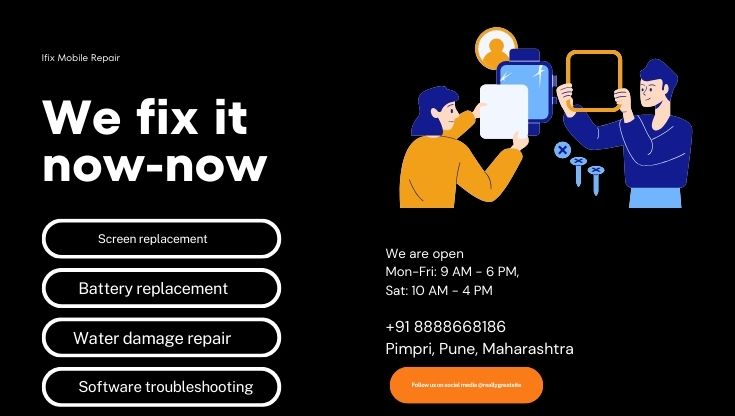 Ifix Mobile Repair
We fix it
now-now
Screen replacement
Battery replacement
Water damage repair
Software troubleshooting
We are open
Mon-Fri: 9 AM - 6 PM,
Sat: 10 AM - 4 PM
+91 8888668186
Pimpri, Pune, Maharashtra
Follow us on social media @reallygreatsite